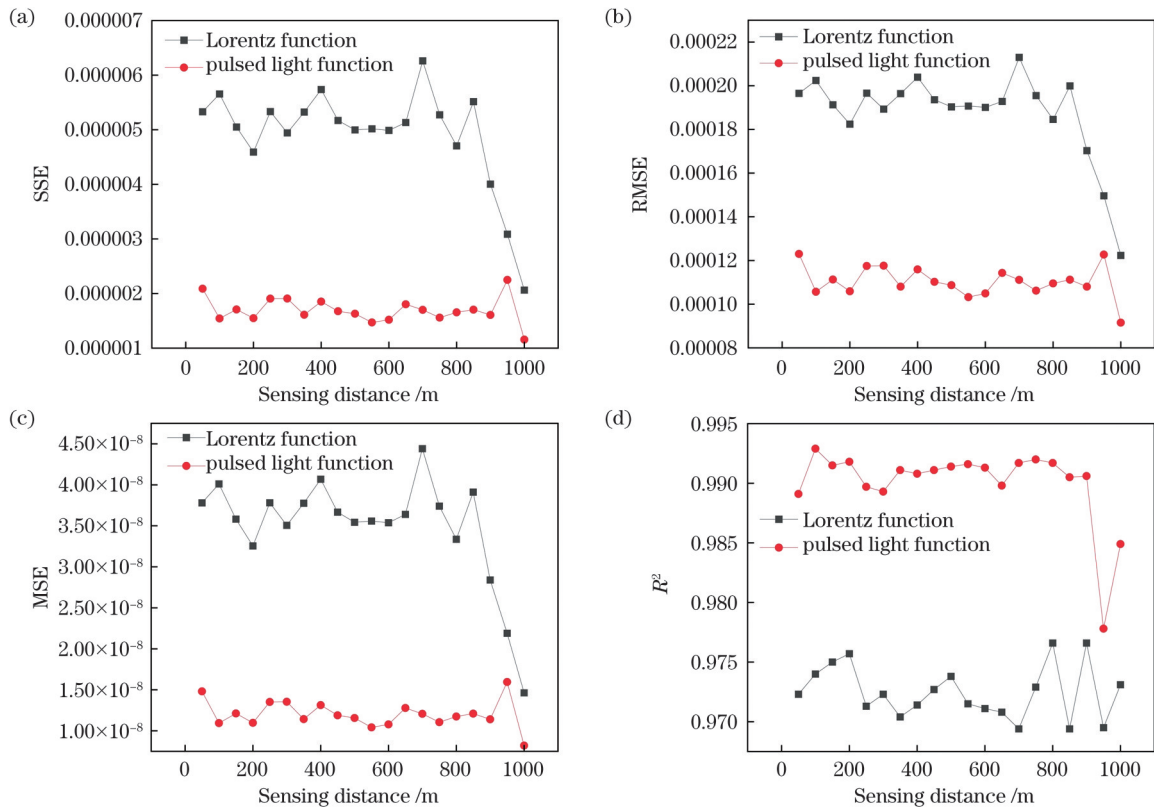 (a)
0.000007
0.000006
0.000005
0.000004
0.000003
0.000002
0.000001
SSE
Lorentz function
pulsed light function
0 200 400 600 800 1000
Sensing distance /m
(b)
0.00022
0.00020
0.00018
0.00016
0.00014
0.00012
0.00010
0.00008
RMSE
Lorentz function
pulsed light function
0 200 400 600 800 1000
Sensing distance /m
(c)
4.50×10⁻⁸
4.00×10⁻⁸
3.50×10⁻⁸
3.00×10⁻⁸
2.50×10⁻⁸
2.00×10⁻⁸
1.50×10⁻⁸
1.00×10⁻⁸
MSE
Lorentz function
pulsed light function
0 200 400 600 800 1000
Sensing distance /m
(d)
0.995
0.990
0.985
0.980
0.975
0.970
R²
Lorentz function
pulsed light function
0 200 400 600 800 1000
Sensing distance /m